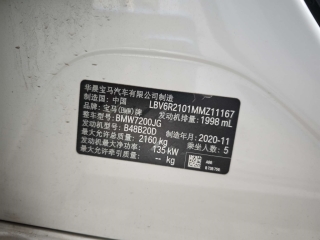 华晨宝马汽车有限公司制造
制造国: 中国 LBV6R2101MMZ11167
品牌: 宝马(BMW)牌 发动机排量: 1998 mL
整车型号: BMW7200JG
发动机型号: B48B20D 制造年月: 2020-11
最大允许总质量: 2160 kg 乘坐人数: 5
发动机最大净功率: 135 kW
最大允许牵引质量: -- kg